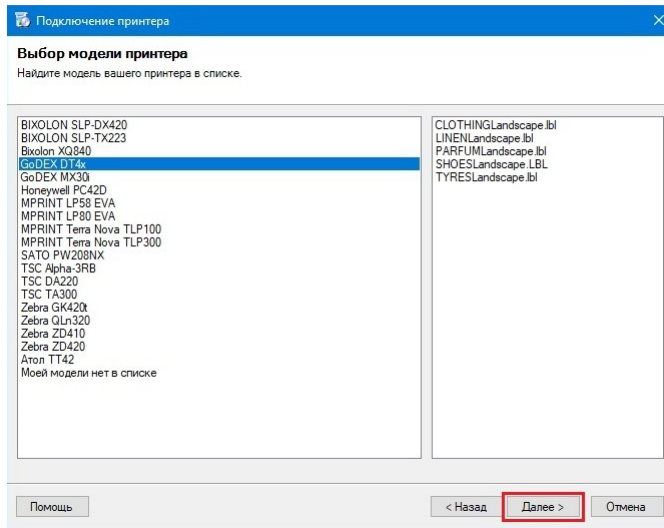 Подключение принтера
Выбор модели принтера
Найдите модель вашего принтера в списке.
BIXOLON SLP-DX420
BIXOLON SLP-TX223
Bixolon XQ840
GoDEX DT4x
GoDEX MX30i
Honeywell PC42D
MPRINT LP58 EVA
MPRINT LP80 EVA
MPRINT Terra Nova TLP100
MPRINT Terra Nova TLP300
SATO PW208NX
TSC Alpha-3RB
TSC DA220
TSC TA300
Zebra GK420t
Zebra QLn320
Zebra ZD410
Zebra ZD420
Атол ТТ42
Моей модели нет в списке
CLOTHINGLandscape.lbl
LINENLandscape.lbl
PARFUMLandscape.lbl
SHOESLandscape.LBL
TYRESLandscape.lbl
Помощь
< Назад
Далее >
Отмена